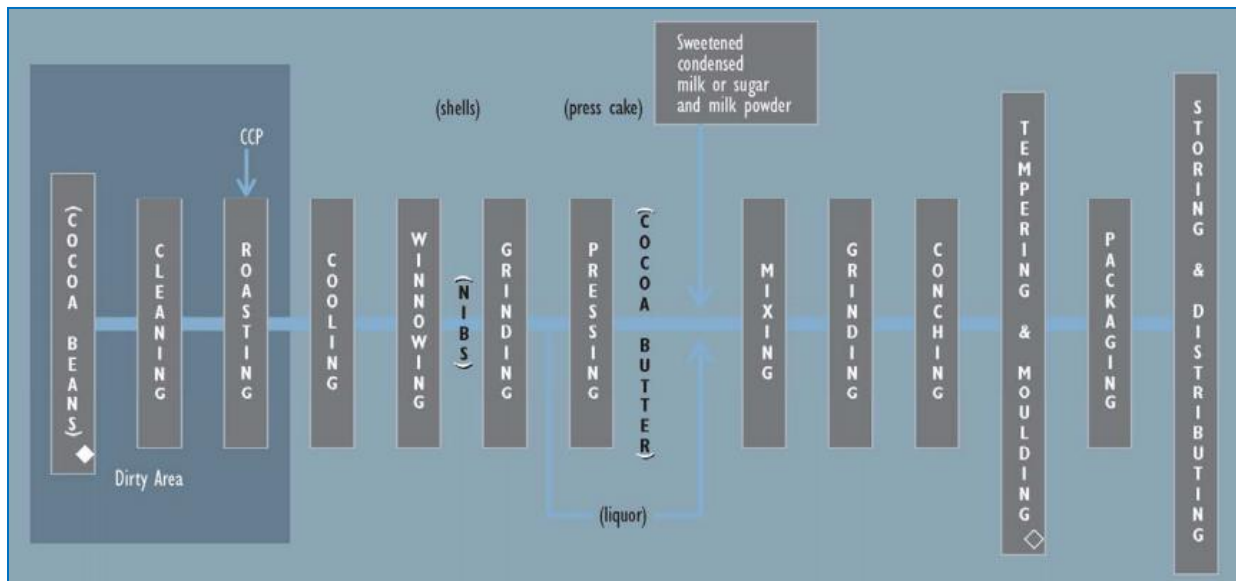 (COCOA BEANS)
Dirty Area
CLEANING
CCP
ROASTING
COOLING
WINNOWING
(shells)
(NIBS)
GRINDING
PRESSING
(press cake)
(COCOA BUTTER)
(liquor)
Sweetened
condensed
milk or sugar
and milk powder
MIXING
GRINDING
CONCHING
TEMPERING & MOULDING
PACKAGING
STORING & DISTRIBUTING